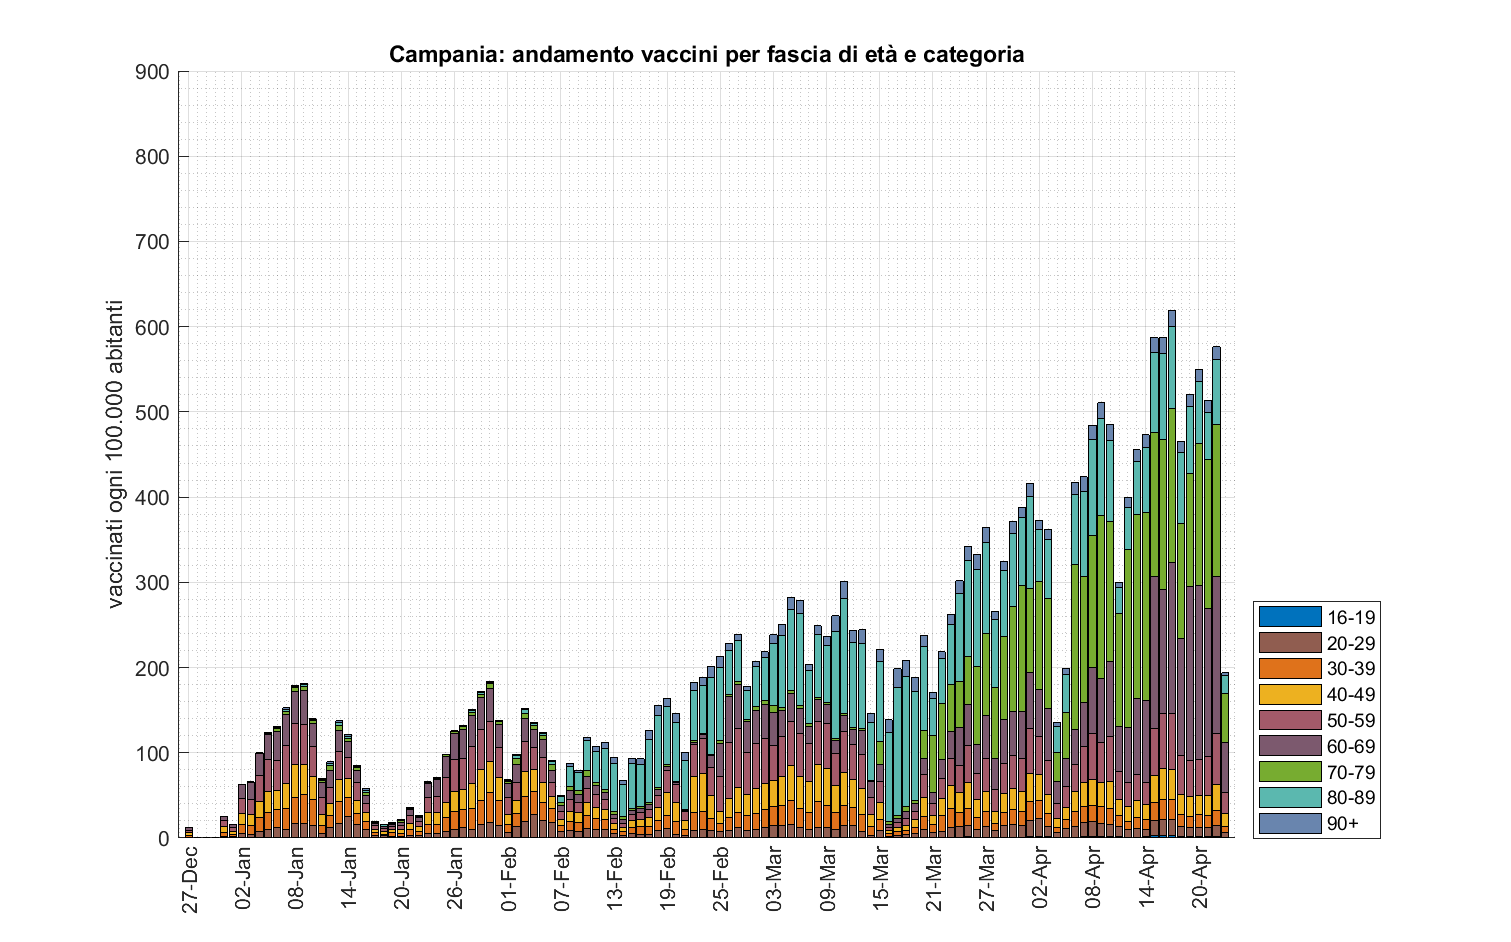 Campania: andamento vaccini per fascia di età e categoria
vaccinati ogni 100.000 abitanti
900
800
700
600
500
400
300
200
100
0
27-Dec
02-Jan
08-Jan
14-Jan
20-Jan
26-Jan
01-Feb
07-Feb
13-Feb
19-Feb
25-Feb
03-Mar
09-Mar
15-Mar
21-Mar
27-Mar
02-Apr
08-Apr
14-Apr
20-Apr
16-19
20-29
30-39
40-49
50-59
60-69
70-79
80-89
90+